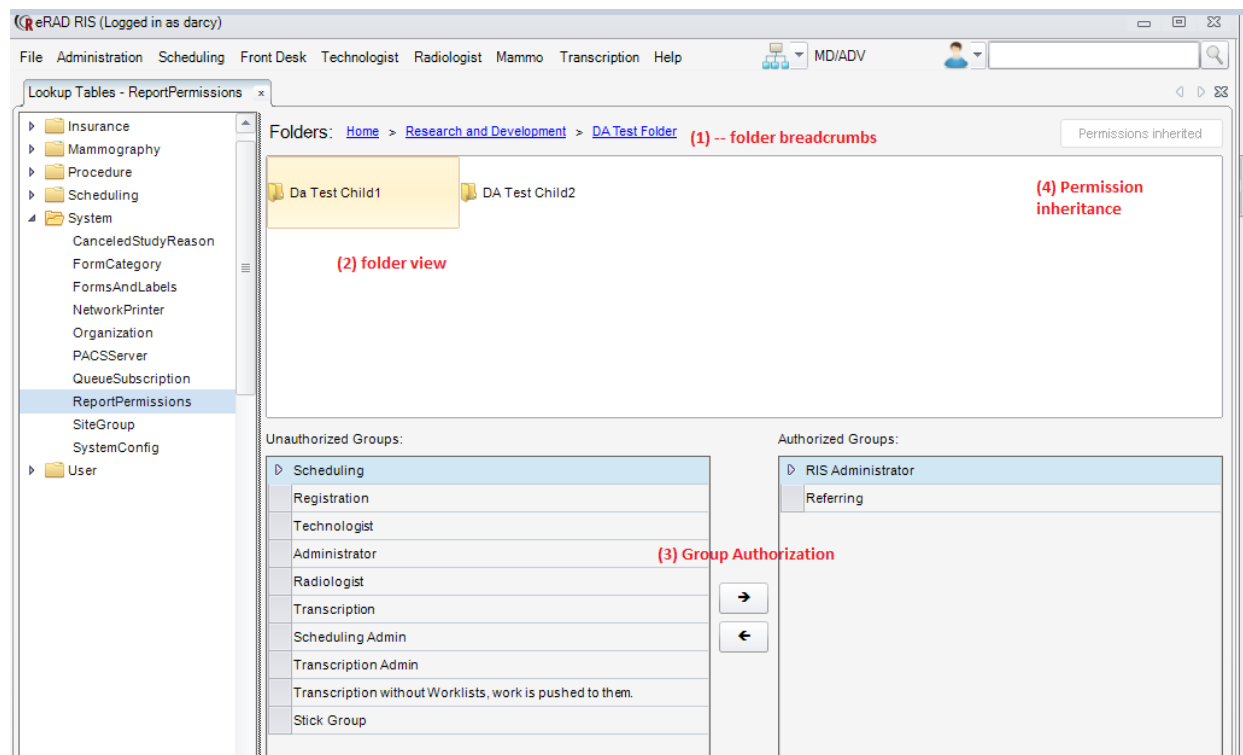 eRAD RIS (Logged in as darcy)
File Administration Scheduling Front Desk Technologist Radiologist Mammo Transcription Help MD/ADV
Lookup Tables - ReportPermissions x
Insurance
Mammography
Procedure
Scheduling
System
CanceledStudyReason
FormCategory
FormsAndLabels
NetworkPrinter
Organization
PACSServer
QueueSubscription
ReportPermissions
SiteGroup
SystemConfig
User
Folders: Home > Research and Development > DA Test Folder (1) -- folder breadcrumbs
Permissions inherited
Da Test Child1 DA Test Child2
(4) Permission
inheritance
(2) folder view
Unauthorized Groups:
Scheduling
Registration
Technologist
Administrator
Radiologist
Transcription
Scheduling Admin
Transcription Admin
Transcription without Worklists, work is pushed to them.
Stick Group
(3) Group Authorization
Authorized Groups:
RIS Administrator
Referring